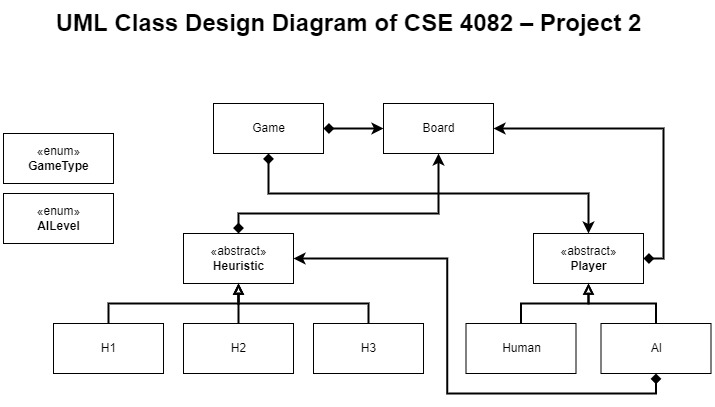 UML Class Design Diagram of CSE 4082 – Project 2
Game
Board
«enum»
GameType
«enum»
AILevel
«abstract»
Heuristic
«abstract»
Player
H1
H2
H3
Human
AI